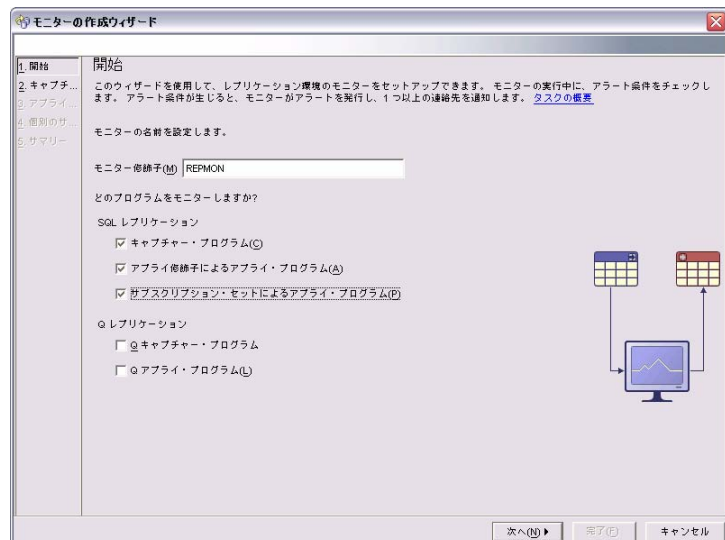 モニターの作成ウィザード
1. 開始
2. キャプチ...
3. アプライ...
4. 個別のサ...
5. サマリー
開始
このウィザードを使用して、レプリケーション環境のモニターをセットアップできます。 モニターの実行中に、アラート条件をチェックし
ます。 アラート条件が生じると、モニターがアラートを発行し、1 つ以上の連絡先を通知します。 タスクの概要
モニターの名前を設定します。
モニター修飾子(M) REPMON
どのプログラムをモニターしますか?
SQL レプリケーション
キャプチャー・プログラム(C)
アプライ修飾子によるアプライ・プログラム(A)
サブスクリプション・セットによるアプライ・プログラム(P)
Q レプリケーション
Q キャプチャー・プログラム
Q アプライ・プログラム(L)
次へ(N) 完了(F) キャンセル